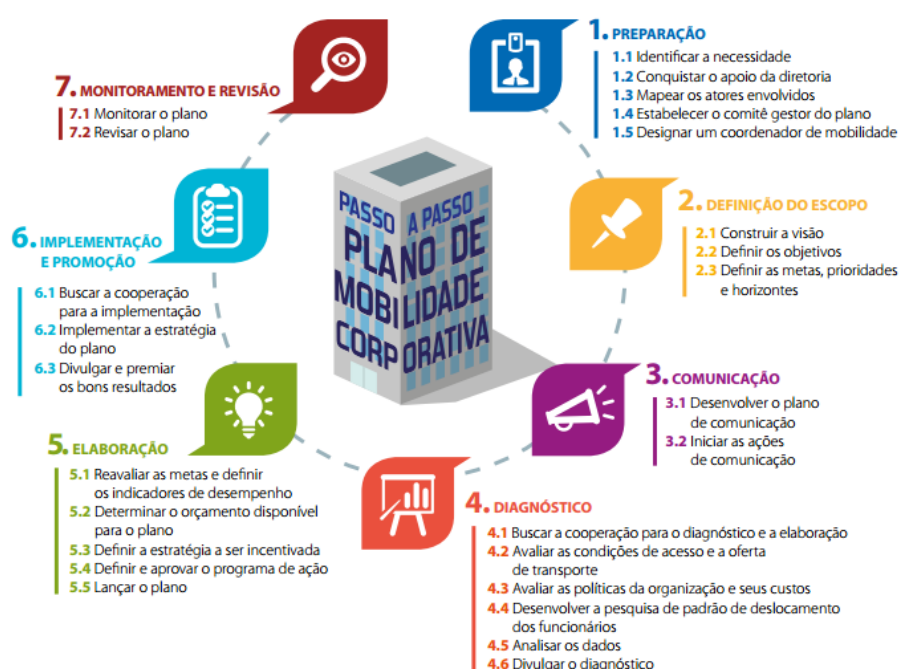 1. PREPARAÇÃO
1.1 Identificar a necessidade
1.2 Conquistar o apoio da diretoria
1.3 Mapear os atores envolvidos
1.4 Estabelecer o comitê gestor do plano
1.5 Designar um coordenador de mobilidade
2. DEFINIÇÃO DO ESCOPO
2.1 Construir a visão
2.2 Definir os objetivos
2.3 Definir as metas, prioridades
e horizontes
3. COMUNICAÇÃO
3.1 Desenvolver o plano
de comunicação
3.2 Iniciar as ações
de comunicação
4. DIAGNÓSTICO
4.1 Buscar a cooperação para o diagnóstico e a elaboração
4.2 Avaliar as condições de acesso e a oferta
de transporte
4.3 Avaliar as políticas da organização e seus custos
4.4 Desenvolver a pesquisa de padrão de deslocamento
dos funcionários
4.5 Analisar os dados
4.6 Divulgar o diagnóstico
5. ELABORAÇÃO
5.1 Reavaliar as metas e definir
os indicadores de desempenho
5.2 Determinar o orçamento disponível
para o plano
5.3 Definir a estratégia a ser incentivada
5.4 Definir e aprovar o programa de ação
5.5 Lançar o plano
6. IMPLEMENTAÇÃO
E PROMOÇÃO
6.1 Buscar a cooperação
para a implementação
6.2 Implementar a estratégia
do plano
6.3 Divulgar e premiar
os bons resultados
7. MONITORAMENTO E REVISÃO
7.1 Monitorar o plano
7.2 Revisar o plano
PASSO A PASSO
PLANO DE
MOBILIDADE
CORPORATIVA